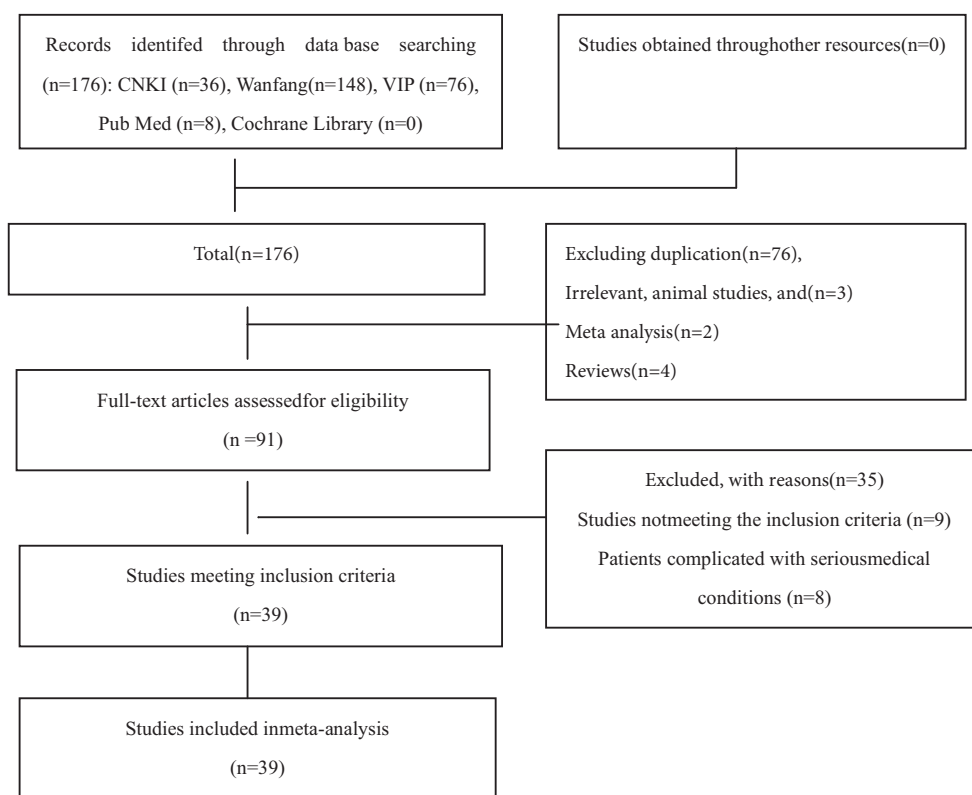 Records identifed through data base searching
(n=176): CNKI (n=36), Wanfang(n=148), VIP (n=76),
Pub Med (n=8), Cochrane Library (n=0)
Studies obtained throughother resources(n=0)
Total(n=176)
Excluding duplication(n=76),
Irrelevant, animal studies, and(n=3)
Meta analysis(n=2)
Reviews(n=4)
Full-text articles assessedfor eligibility
(n =91)
Excluded, with reasons(n=35)
Studies notmeeting the inclusion criteria (n=9)
Patients complicated with seriousmedical
conditions (n=8)
Studies meeting inclusion criteria
(n=39)
Studies included inmeta-analysis
(n=39)